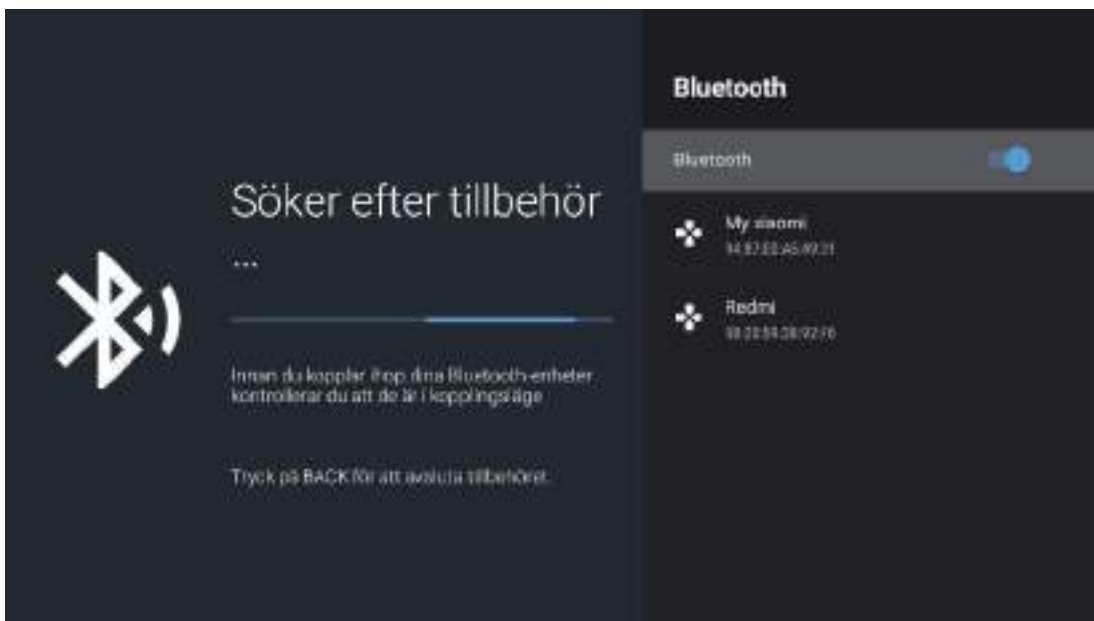 Söker efter tillbehör
...
Innan du kopplar ihop dina Bluetooth-enheter
kontrollerar du att de är i kopplingsläge
Tryck på BACK för att avsluta tillbehöret.
Bluetooth
Bluetooth
My xiaomi
Redmi